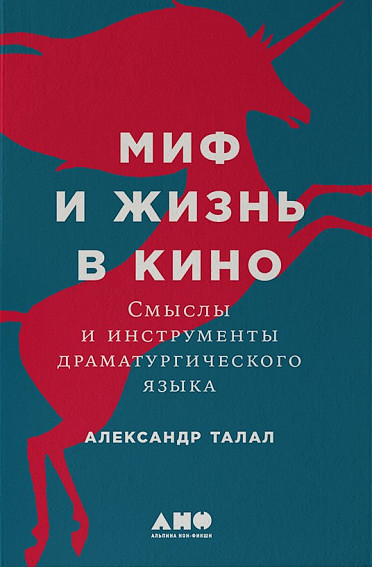 МИФ
И ЖИЗНЬ
В КИНО
Смыслы
и инструменты
драматургического
языка
АЛЕКСАНДР ТАЛАЛ
АНФ
АЛЬПИНА НОН-ФИКШН